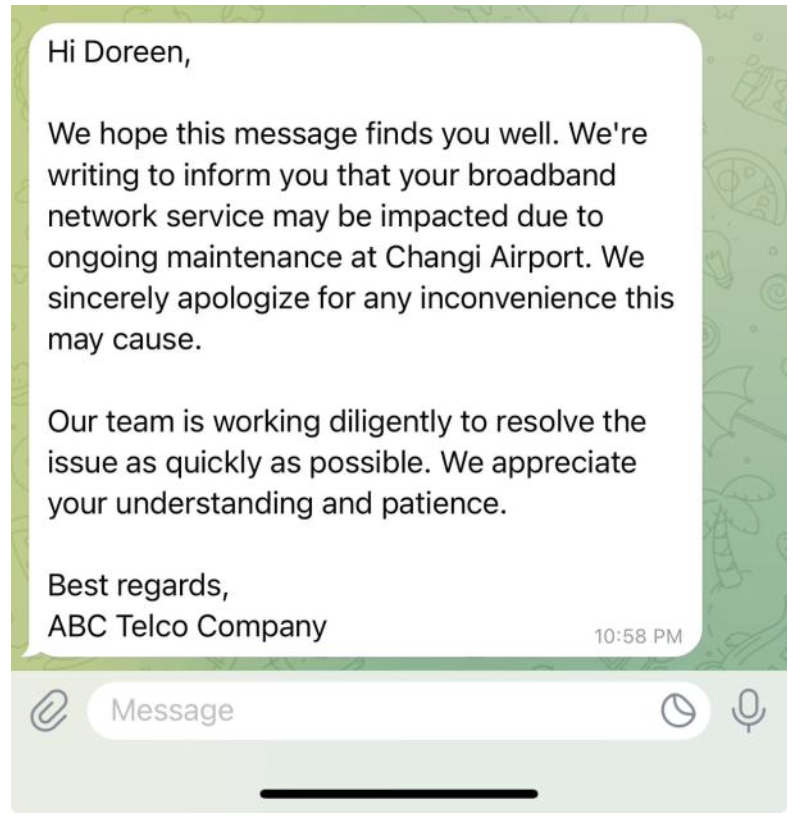 Hi Doreen,
We hope this message finds you well. We're
writing to inform you that your broadband
network service may be impacted due to
ongoing maintenance at Changi Airport. We
sincerely apologize for any inconvenience this
may cause.
Our team is working diligently to resolve the
issue as quickly as possible. We appreciate
your understanding and patience.
Best regards,
ABC Telco Company
10:58 PM
Message